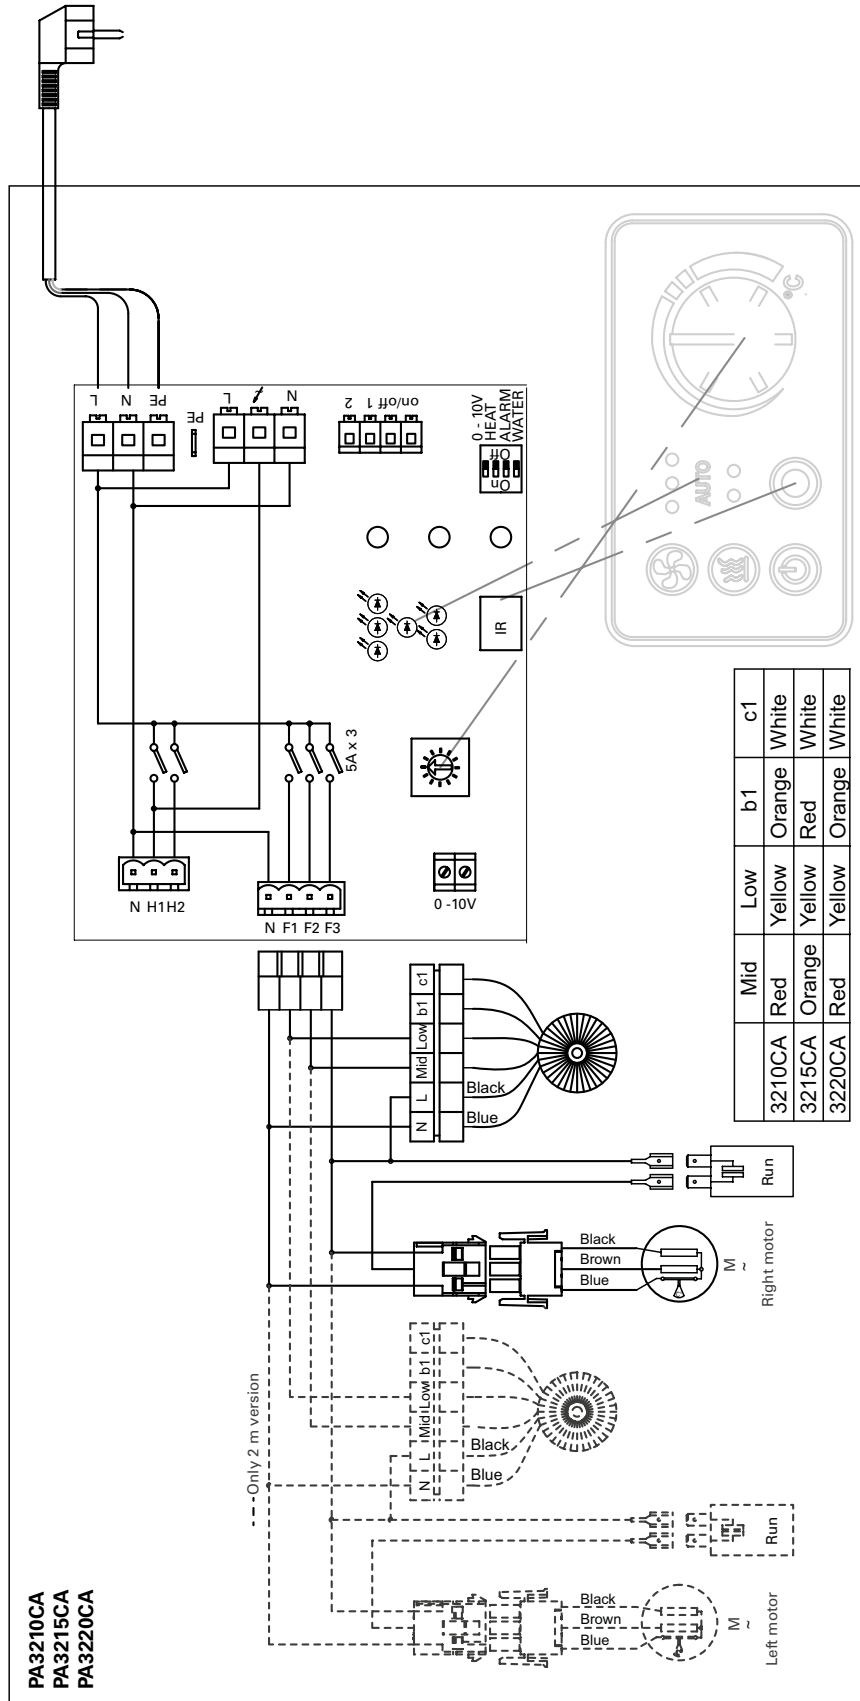 L N PE
PE
L N
2 1 on/off
0 - 10V
HEAT
ALARM
WATER
Off
On
°C
AUTO
IR
5A x 3
N H1 H2
N F1 F2 F3
0 -10V
Mid Low b1 c1
3210CA Red Yellow Orange White
3215CA Orange Yellow Red White
3220CA Red Yellow Orange White
N L Mid Low b1 c1
Black
Blue
Run
Black
Brown
Blue
M
~
Right motor
---- Only 2 m version
N L Mid Low b1 c1
Black
Blue
Run
Black
Brown
Blue
M
~
Left motor
PA3210CA
PA3215CA
PA3220CA